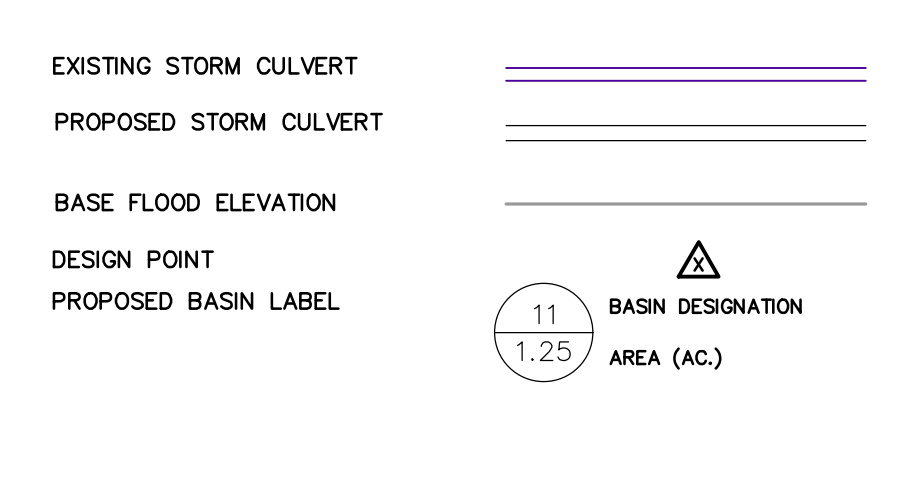 EXISTING STORM CULVERT
PROPOSED STORM CULVERT
BASE FLOOD ELEVATION
DESIGN POINT
X
PROPOSED BASIN LABEL
11
BASIN DESIGNATION
1.25
AREA (AC.)